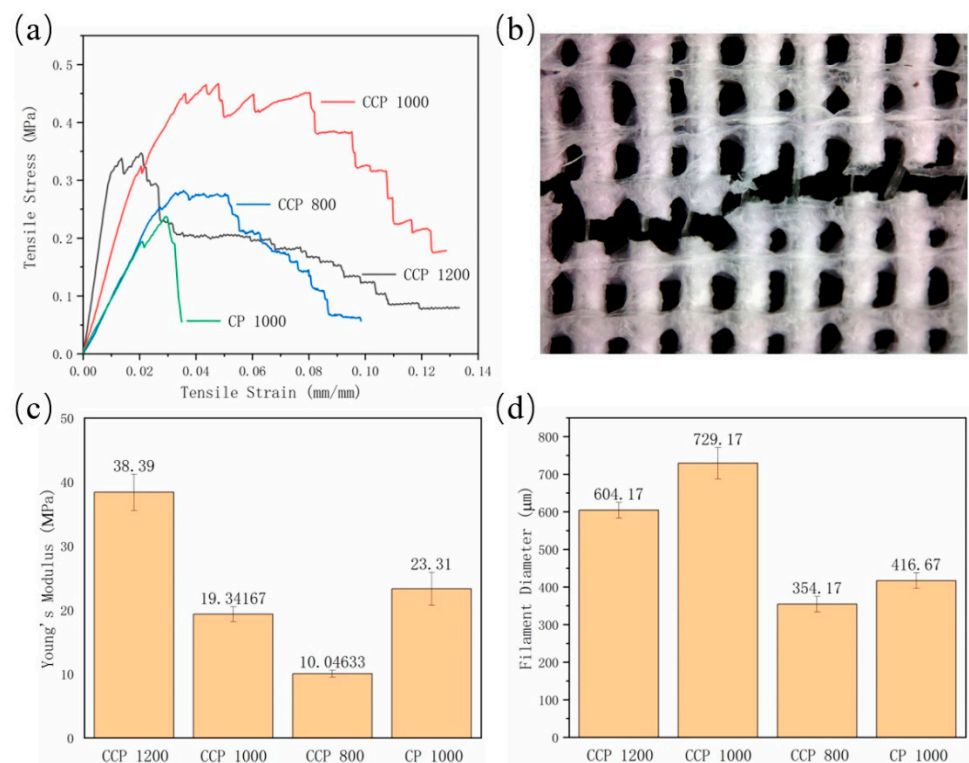 (a)
0.5
0.4
0.3
0.2
0.1
0.0
Tensile Stress (MPa)
CCP 1000
CCP 800
CCP 1200
CP 1000
0.00 0.02 0.04 0.06 0.08 0.10 0.12 0.14
Tensile Strain (mm/mm)
(b)
(c)
50
40
30
20
10
0
Young's Modulus (MPa)
38.39
19.34167
10.04633
23.31
CCP 1200 CCP 1000 CCP 800 CP 1000
(d)
800
700
600
500
400
300
200
100
0
Filament Diameter (μm)
604.17
729.17
354.17
416.67
CCP 1200 CCP 1000 CCP 800 CP 1000